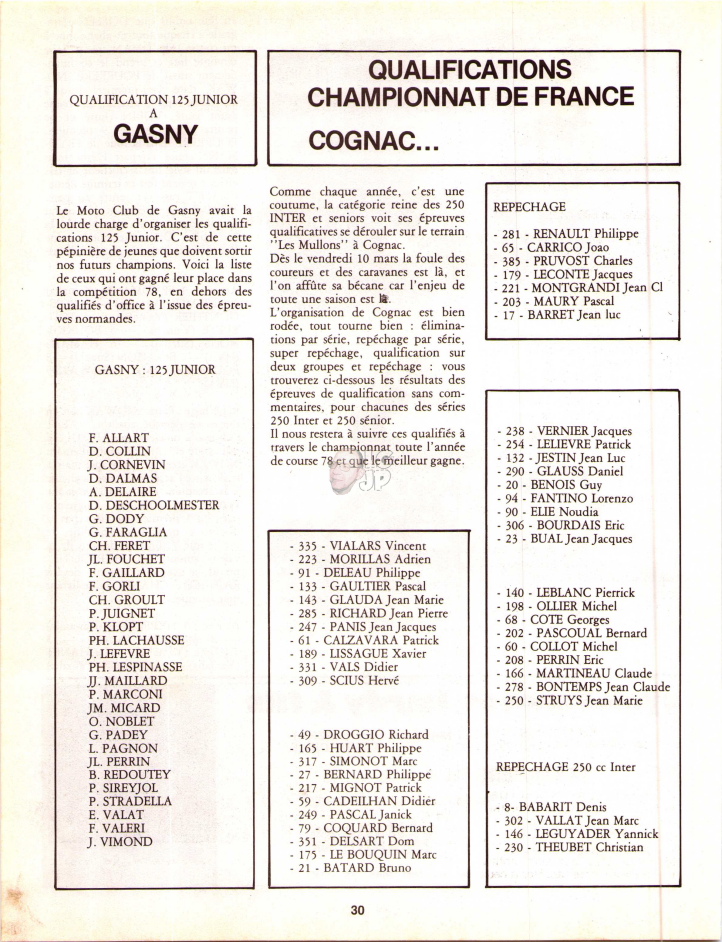 QUALIFICATION 125 JUNIOR
A
GASNY
QUALIFICATIONS
CHAMPIONNAT DE FRANCE
COGNAC...
Le Moto Club de Gasny avait la
lourde charge d'organiser les qualifi-
cations 125 Junior. C'est de cette
pépinière de jeunes que doivent sortir
nos futurs champions. Voici la liste
de ceux qui ont gagné leur place dans
la compétition 78, en dehors des
qualifiés d'office à l'issue des épreu-
ves normandes.
GASNY : 125 JUNIOR
F. ALLART
D. COLLIN
J. CORNEVIN
D. DALMAS
A. DELAIRE
D. DESCHOOLMESTER
G. DODY
G. FARAGLIA
CH. FERET
JL. FOUCHET
F. GAILLARD
F. GORLI
CH. GROULT
P. JUIGNET
P. KLOPT
PH. LACHAUSSE
J. LEFEVRE
PH. LESPINASSE
JJ. MAILLARD
P. MARCONI
JM. MICARD
O. NOBLET
G. PADEY
L. PAGNON
JL. PERRIN
B. REDOUTEY
P. SIREYJOL
P. STRADELLA
E. VALAT
F. VALERI
J. VIMOND
Comme chaque année, c'est une
coutume, la catégorie reine des 250
INTER et seniors voit ses épreuves
qualificatives se dérouler sur le terrain
''Les Mullons'' à Cognac.
Dès le vendredi 10 mars la foule des
coureurs et des caravanes est là, et
l'on affûte sa bécane car l'enjeu de
toute une saison est là.
L'organisation de Cognac est bien
rodée, tout tourne bien : élimina-
tions par série, repéchage par série,
super repéchage, qualification sur
deux groupes et repéchage : vous
trouverez ci-dessous les résultats des
épreuves de qualification sans com-
mentaires, pour chacunes des séries
250 Inter et 250 sénior.
Il nous restera à suivre ces qualifiés à
travers le championnat toute l'année
de course 78 et que le meilleur gagne.
JP
- 335 - VIALARS Vincent
- 223 - MORILLAS Adrien
- 91 - DELEAU Philippe
- 133 - GAULTIER Pascal
- 143 - GLAUDA Jean Marie
- 285 - RICHARD Jean Pierre
- 247 - PANIS Jean Jacques
- 61 - CALZAVARA Patrick
- 189 - LISSAGUE Xavier
- 331 - VALS Didier
- 309 - SCIUS Hervé
- 49 - DROGGIO Richard
- 165 - HUART Philippe
- 317 - SIMONOT Marc
- 27 - BERNARD Philippe
- 217 - MIGNOT Patrick
- 59 - CADEILHAN Didier
- 249 - PASCAL Janick
- 79 - COQUARD Bernard
- 351 - DELSART Dom
- 175 - LE BOUQUIN Marc
- 21 - BATARD Bruno
REPECHAGE
- 281 - RENAULT Philippe
- 65 - CARRICO Joao
- 385 - PRUVOST Charles
- 179 - LECONTE Jacques
- 221 - MONTGRANDI Jean Cl
- 203 - MAURY Pascal
- 17 - BARRET Jean luc
- 238 - VERNIER Jacques
- 254 - LELIEVRE Patrick
- 132 - JESTIN Jean Luc
- 290 - GLAUSS Daniel
- 20 - BENOIS Guy
- 94 - FANTINO Lorenzo
- 90 - ELIE Noudia
- 306 - BOURDAIS Eric
- 23 - BUAL Jean Jacques
- 140 - LEBLANC Pierrick
- 198 - OLLIER Michel
- 68 - COTE Georges
- 202 - PASCOUAL Bernard
- 60 - COLLOT Michel
- 208 - PERRIN Eric
- 166 - MARTINEAU Claude
- 278 - BONTEMPS Jean Claude
- 250 - STRUYS Jean Marie
REPECHAGE 250 cc Inter
- 8- BABARIT Denis
- 302 - VALLAT Jean Marc
- 146 - LEGUYADER Yannick
- 230 - THEUBET Christian
30